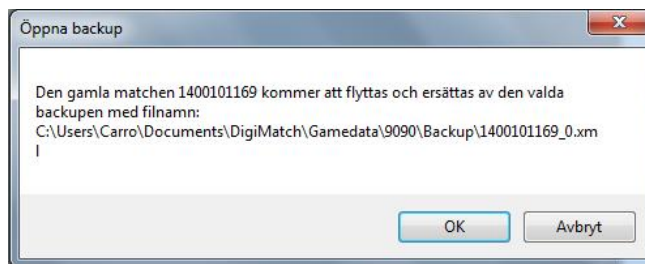 Öppna backup
Den gamla matchen 1400101169 kommer att flyttas och ersättas av den valda
backupen med filnamn:
C:\Users\Carro\Documents\DigiMatch\Gamedata\9090\Backup\1400101169_0.xm
l
OK
Avbryt